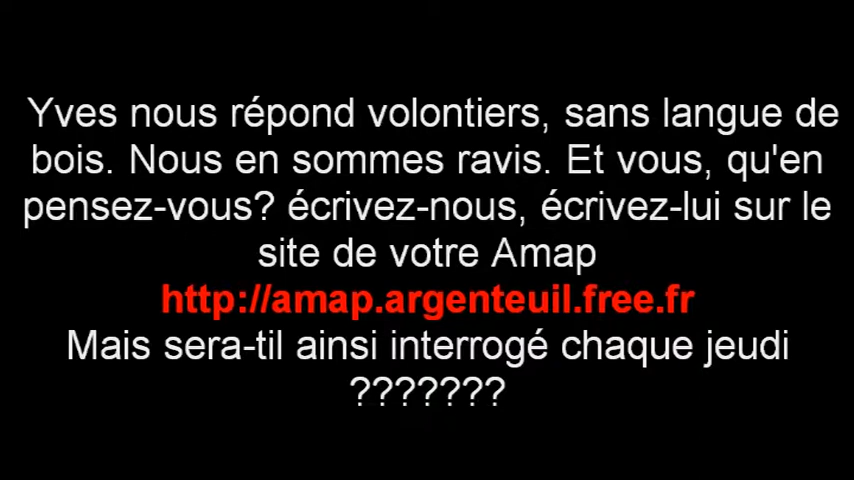 Yves nous répond volontiers, sans langue de
bois. Nous en sommes ravis. Et vous, qu'en
pensez-vous? écrivez-nous, écrivez-lui sur le
site de votre Amap
http://amap.argenteuil.free.fr
Mais sera-til ainsi interrogé chaque jeudi
???????